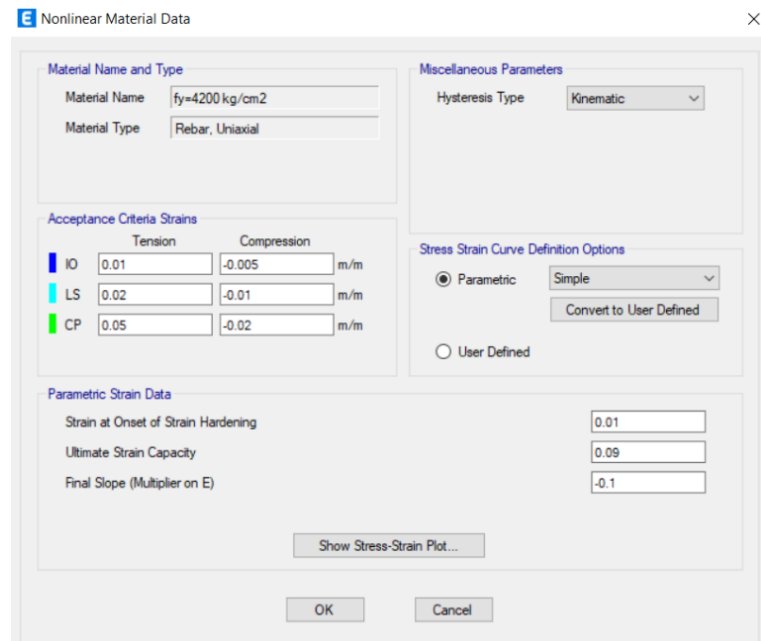 E Nonlinear Material Data
Material Name and Type
Material Name fy=4200 kg/cm2
Material Type Rebar, Uniaxial
Miscellaneous Parameters
Hysteresis Type Kinematic
Acceptance Criteria Strains
Tension Compression
IO 0.01 -0.005 m/m
LS 0.02 -0.01 m/m
CP 0.05 -0.02 m/m
Stress Strain Curve Definition Options
Parametric Simple
Convert to User Defined
User Defined
Parametric Strain Data
Strain at Onset of Strain Hardening 0.01
Ultimate Strain Capacity 0.09
Final Slope (Multiplier on E) -0.1
Show Stress-Strain Plot...
OK Cancel